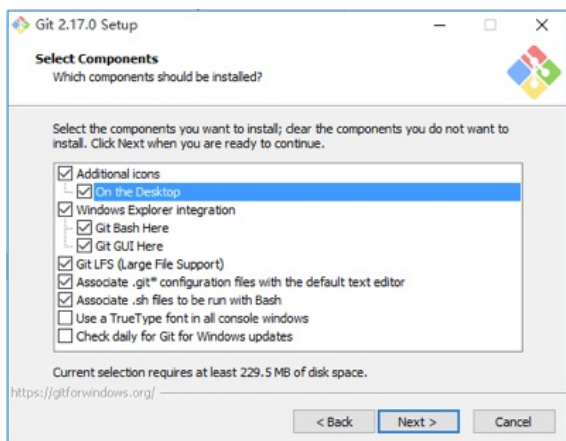 Git 2.17.0 Setup
Select Components
Which components should be installed?
Select the components you want to install; clear the components you do not want to
install. Click Next when you are ready to continue.
Additional icons
On the Desktop
Windows Explorer integration
Git Bash Here
Git GUI Here
Git LFS (Large File Support)
Associate .git* configuration files with the default text editor
Associate .sh files to be run with Bash
Use a TrueType font in all console windows
Check daily for Git for Windows updates
Current selection requires at least 229.5 MB of disk space.
https://gitforwindows.org/
< Back Next > Cancel